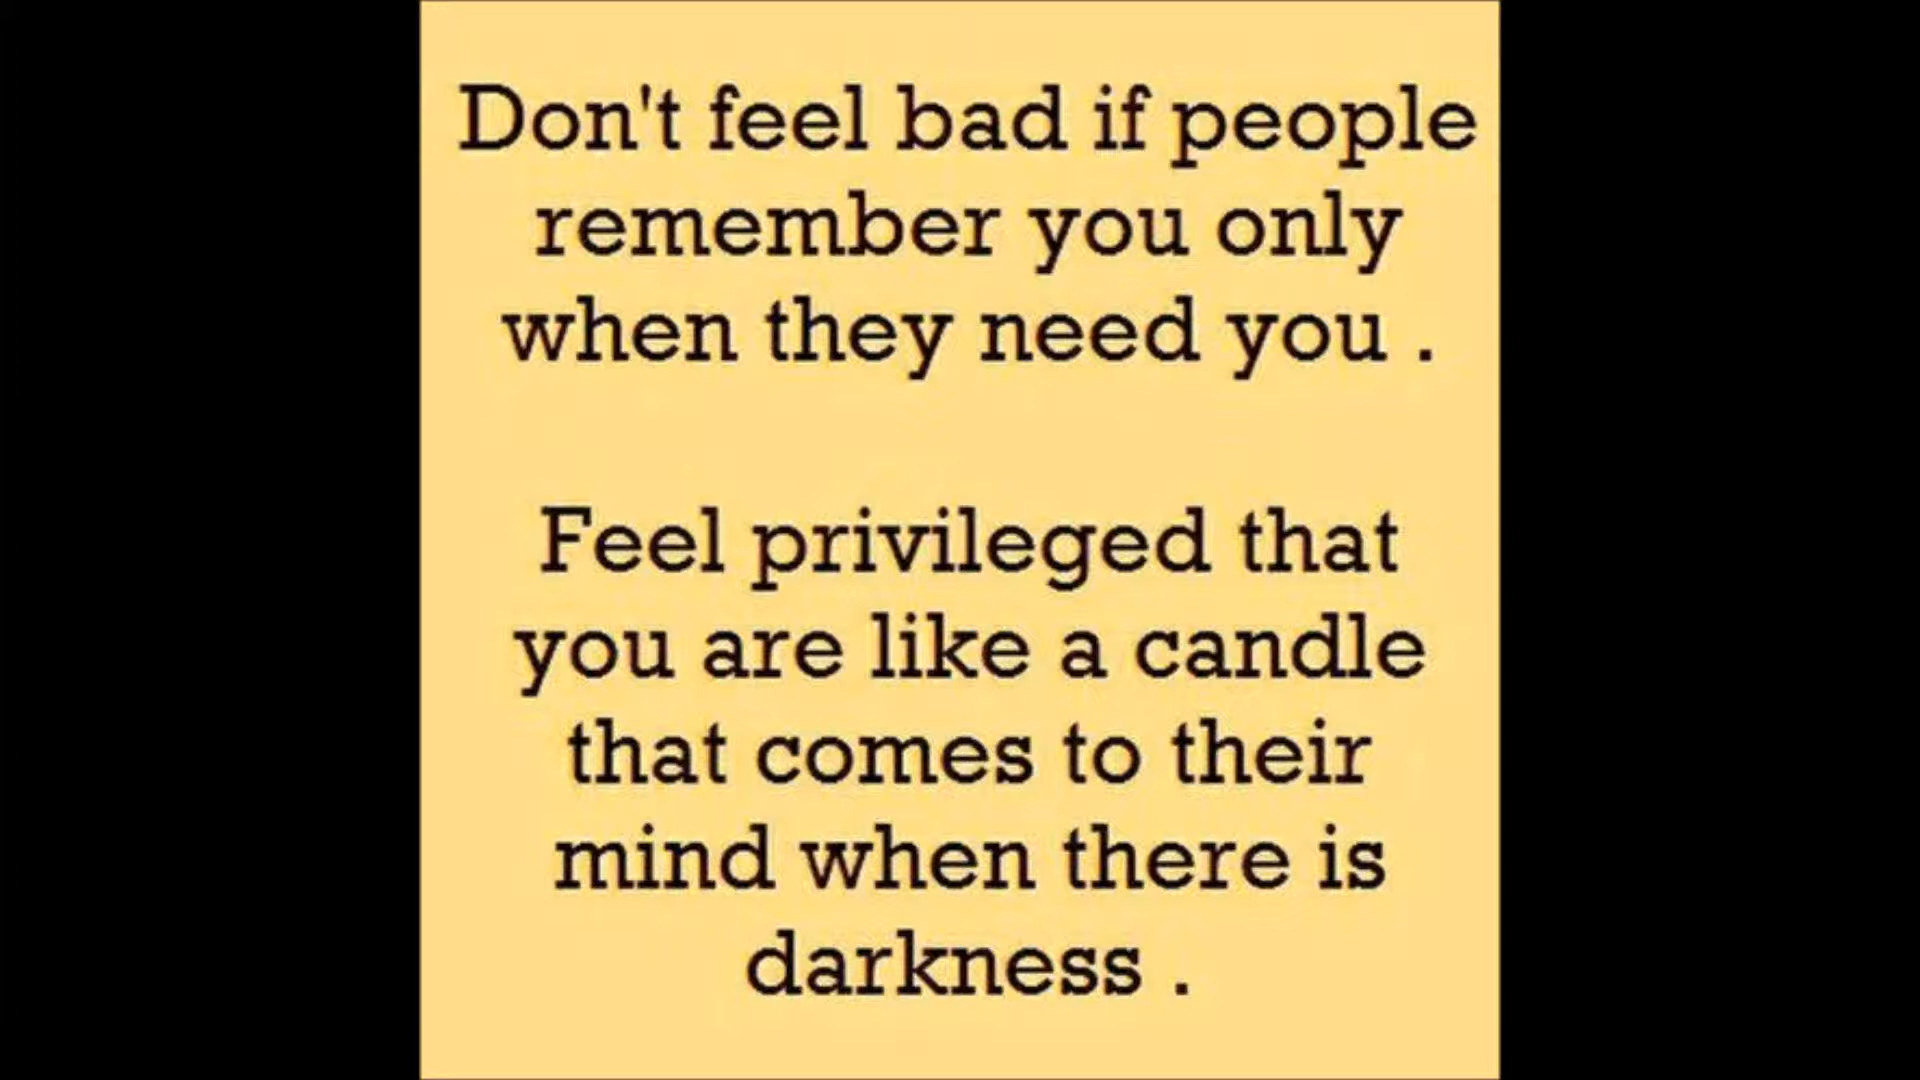 Don't feel bad if people
remember you only
when they need you .
Feel privileged that
you are like a candle
that comes to their
mind when there is
darkness .